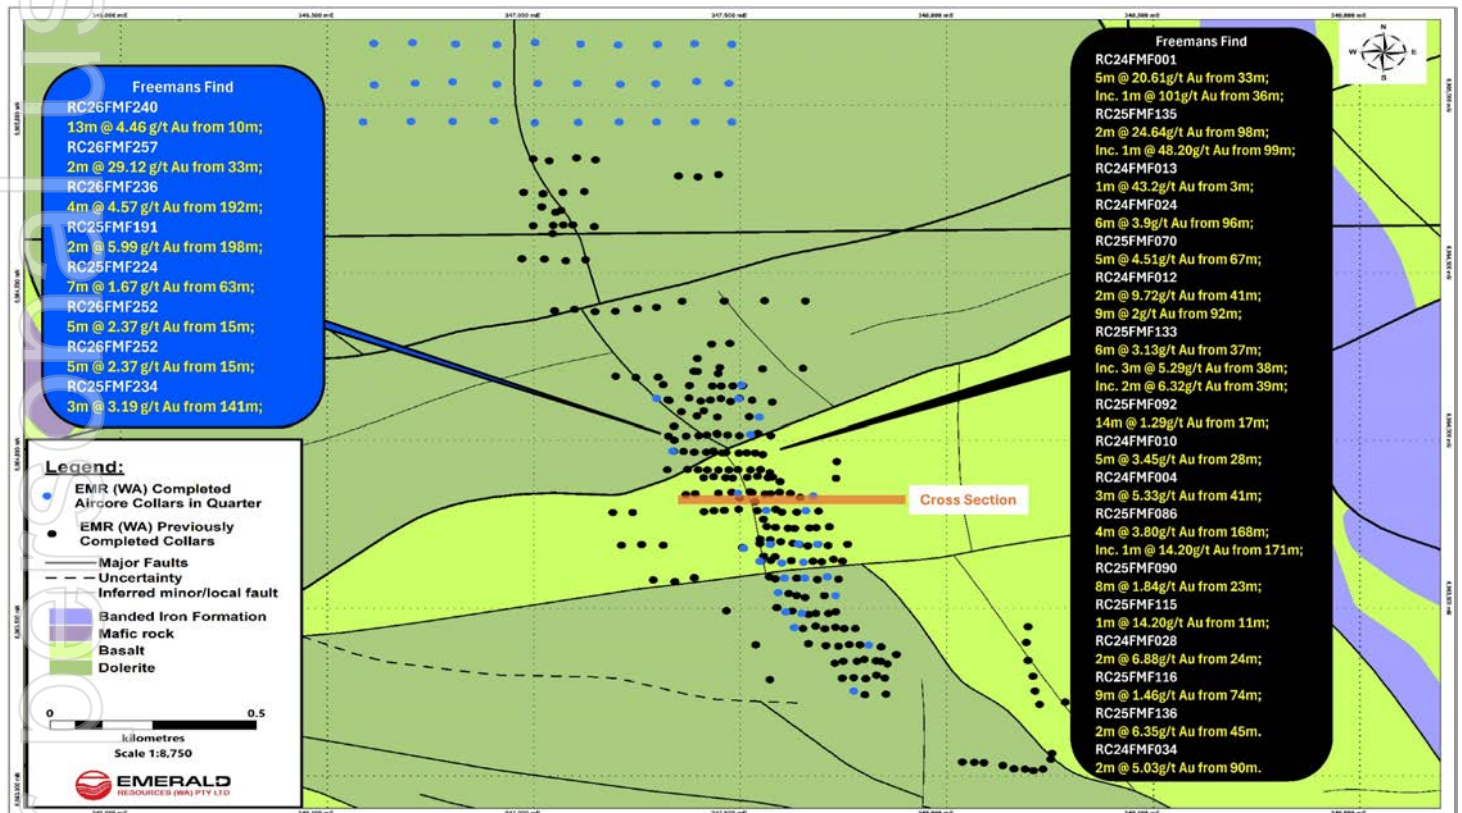 Freemans Find
RC26FMF240
13m @ 4.46 g/t Au from 10m;
RC26FMF257
2m @ 29.12 g/t Au from 33m;
RC26FMF236
4m @ 4.57 g/t Au from 192m;
RC25FMF191
2m @ 5.99 g/t Au from 198m;
RC25FMF224
7m @ 1.67 g/t Au from 63m;
RC26FMF252
5m @ 2.37 g/t Au from 15m;
RC26FMF252
5m @ 2.37 g/t Au from 15m;
RC25FMF234
3m @ 3.19 g/t Au from 141m;
Legend:
EMR (WA) Completed
Aircore Collars in Quarter
EMR (WA) Previously
Completed Collars
Major Faults
Uncertainty
Inferred minor/local fault
Banded Iron Formation
Mafic rock
Basalt
Dolerite
0 0.5
kilometres
Scale 1:8,750
EMERALD
RESOURCES (WA) PTY LTD
Cross Section
N
W E
S
Freemans Find
RC24FMF001
5m @ 20.61g/t Au from 33m;
Inc. 1m @ 101g/t Au from 36m;
RC25FMF135
2m @ 24.64g/t Au from 98m;
Inc. 1m @ 48.20g/t Au from 99m;
RC24FMF013
1m @ 43.2g/t Au from 3m;
RC24FMF024
6m @ 3.9g/t Au from 96m;
RC25FMF070
5m @ 4.51g/t Au from 67m;
RC24FMF012
2m @ 9.72g/t Au from 41m;
9m @ 2g/t Au from 92m;
RC25FMF133
6m @ 3.13g/t Au from 37m;
Inc. 3m @ 5.29g/t Au from 38m;
Inc. 2m @ 6.32g/t Au from 39m;
RC25FMF092
14m @ 1.29g/t Au from 17m;
RC24FMF010
5m @ 3.45g/t Au from 28m;
RC24FMF004
3m @ 5.33g/t Au from 41m;
RC25FMF086
4m @ 3.80g/t Au from 168m;
Inc. 1m @ 14.20g/t Au from 171m;
RC25FMF090
8m @ 1.84g/t Au from 23m;
RC25FMF115
1m @ 14.20g/t Au from 11m;
RC24FMF028
2m @ 6.88g/t Au from 24m;
RC25FMF116
9m @ 1.46g/t Au from 74m;
RC25FMF136
2m @ 6.35g/t Au from 45m.
RC24FMF034
2m @ 5.03g/t Au from 90m.